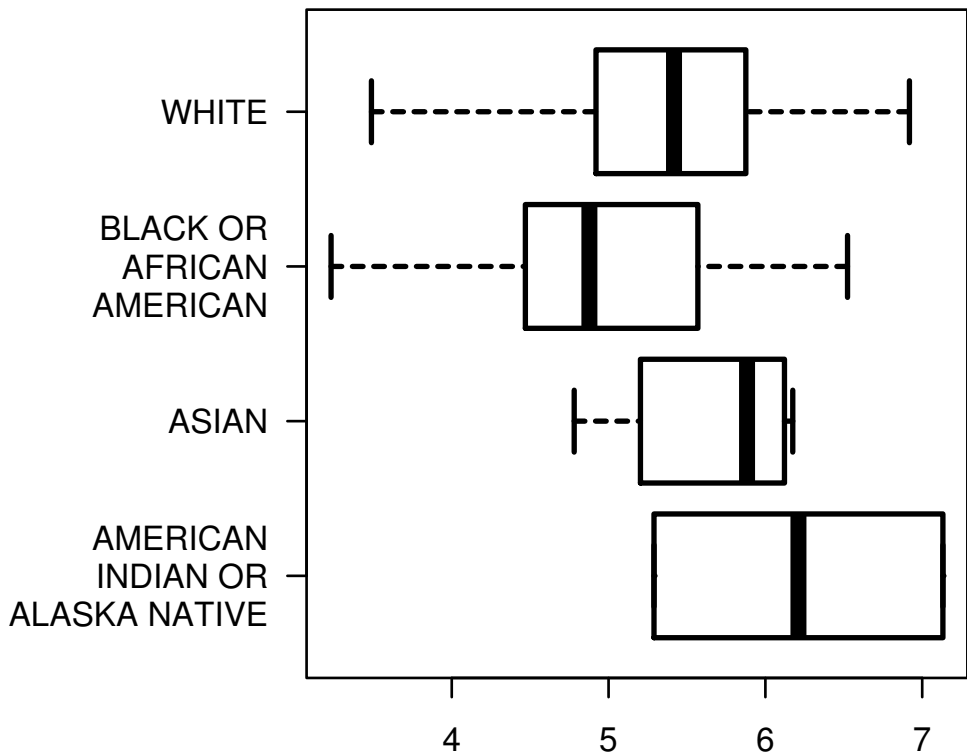 WHITE
BLACK OR
AFRICAN
AMERICAN
ASIAN
AMERICAN
INDIAN OR
ALASKA NATIVE
4 5 6 7